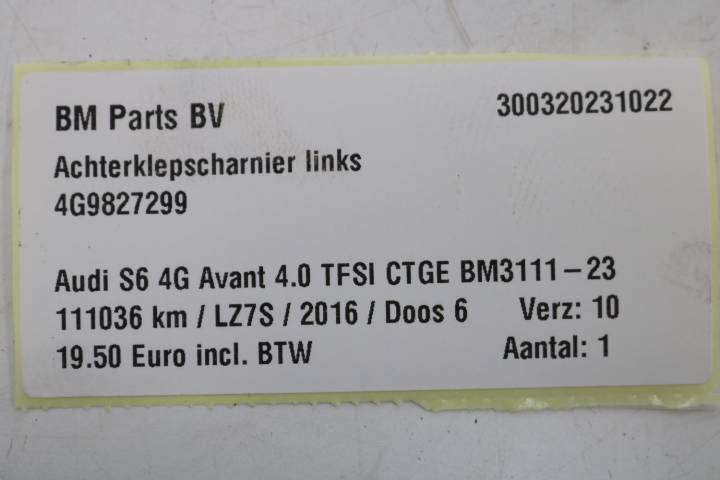 BM Parts BV 300320231022
Achterklepscharnier links
4G9827299
Audi S6 4G Avant 4.0 TFSI CTGE BM3111-23
111036 km / LZ7S / 2016 / Doos 6 Verz: 10
19.50 Euro incl. BTW Aantal: 1